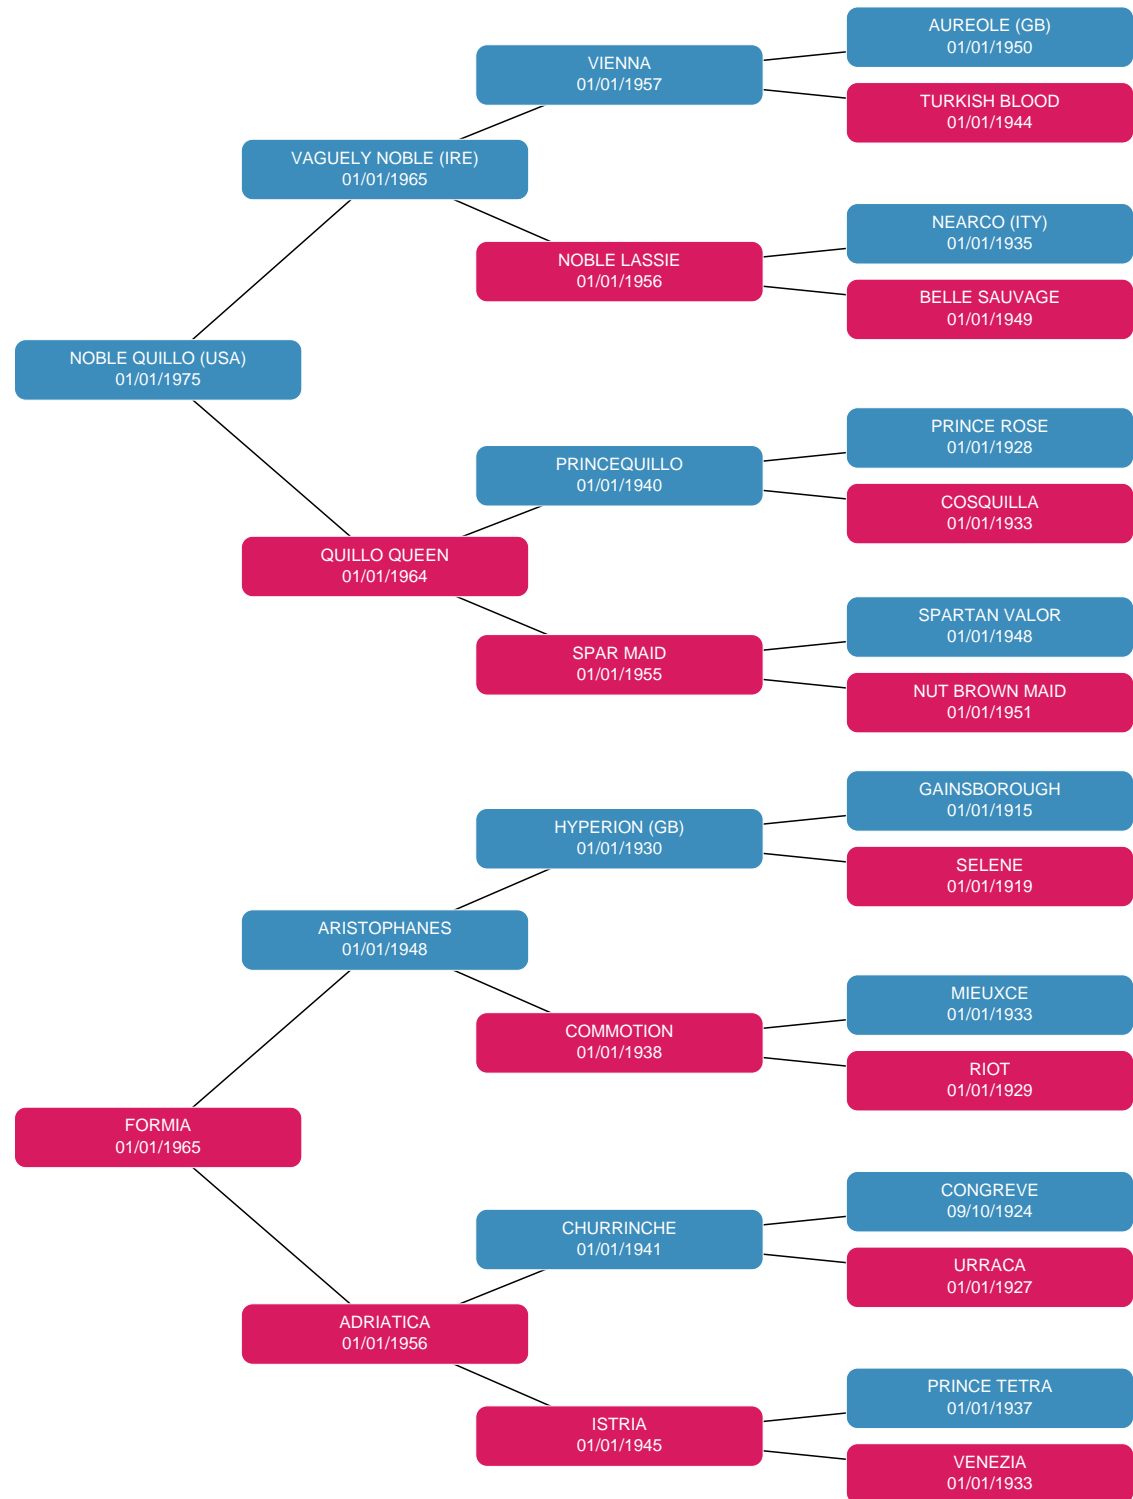 AUREOLE (GB)
01/01/1950
VIENNA
01/01/1957
TURKISH BLOOD
01/01/1944
VAGUELY NOBLE (IRE)
01/01/1965
NEARCO (ITY)
01/01/1935
NOBLE LASSIE
01/01/1956
BELLE SAUVAGE
01/01/1949
NOBLE QUILLO (USA)
01/01/1975
PRINCE ROSE
01/01/1928
PRINCEQUILLO
01/01/1940
COSQUILLA
01/01/1933
QUILLO QUEEN
01/01/1964
SPARTAN VALOR
01/01/1948
SPAR MAID
01/01/1955
NUT BROWN MAID
01/01/1951
GAINSBOROUGH
01/01/1915
HYPERION (GB)
01/01/1930
SELENE
01/01/1919
ARISTOPHANES
01/01/1948
MIEUXCE
01/01/1933
COMMOTION
01/01/1938
RIOT
01/01/1929
FORMIA
01/01/1965
CONGREVE
09/10/1924
CHURRINCHE
01/01/1941
URRACA
01/01/1927
ADRIATICA
01/01/1956
PRINCE TETRA
01/01/1937
ISTRIA
01/01/1945
VENEZIA
01/01/1933